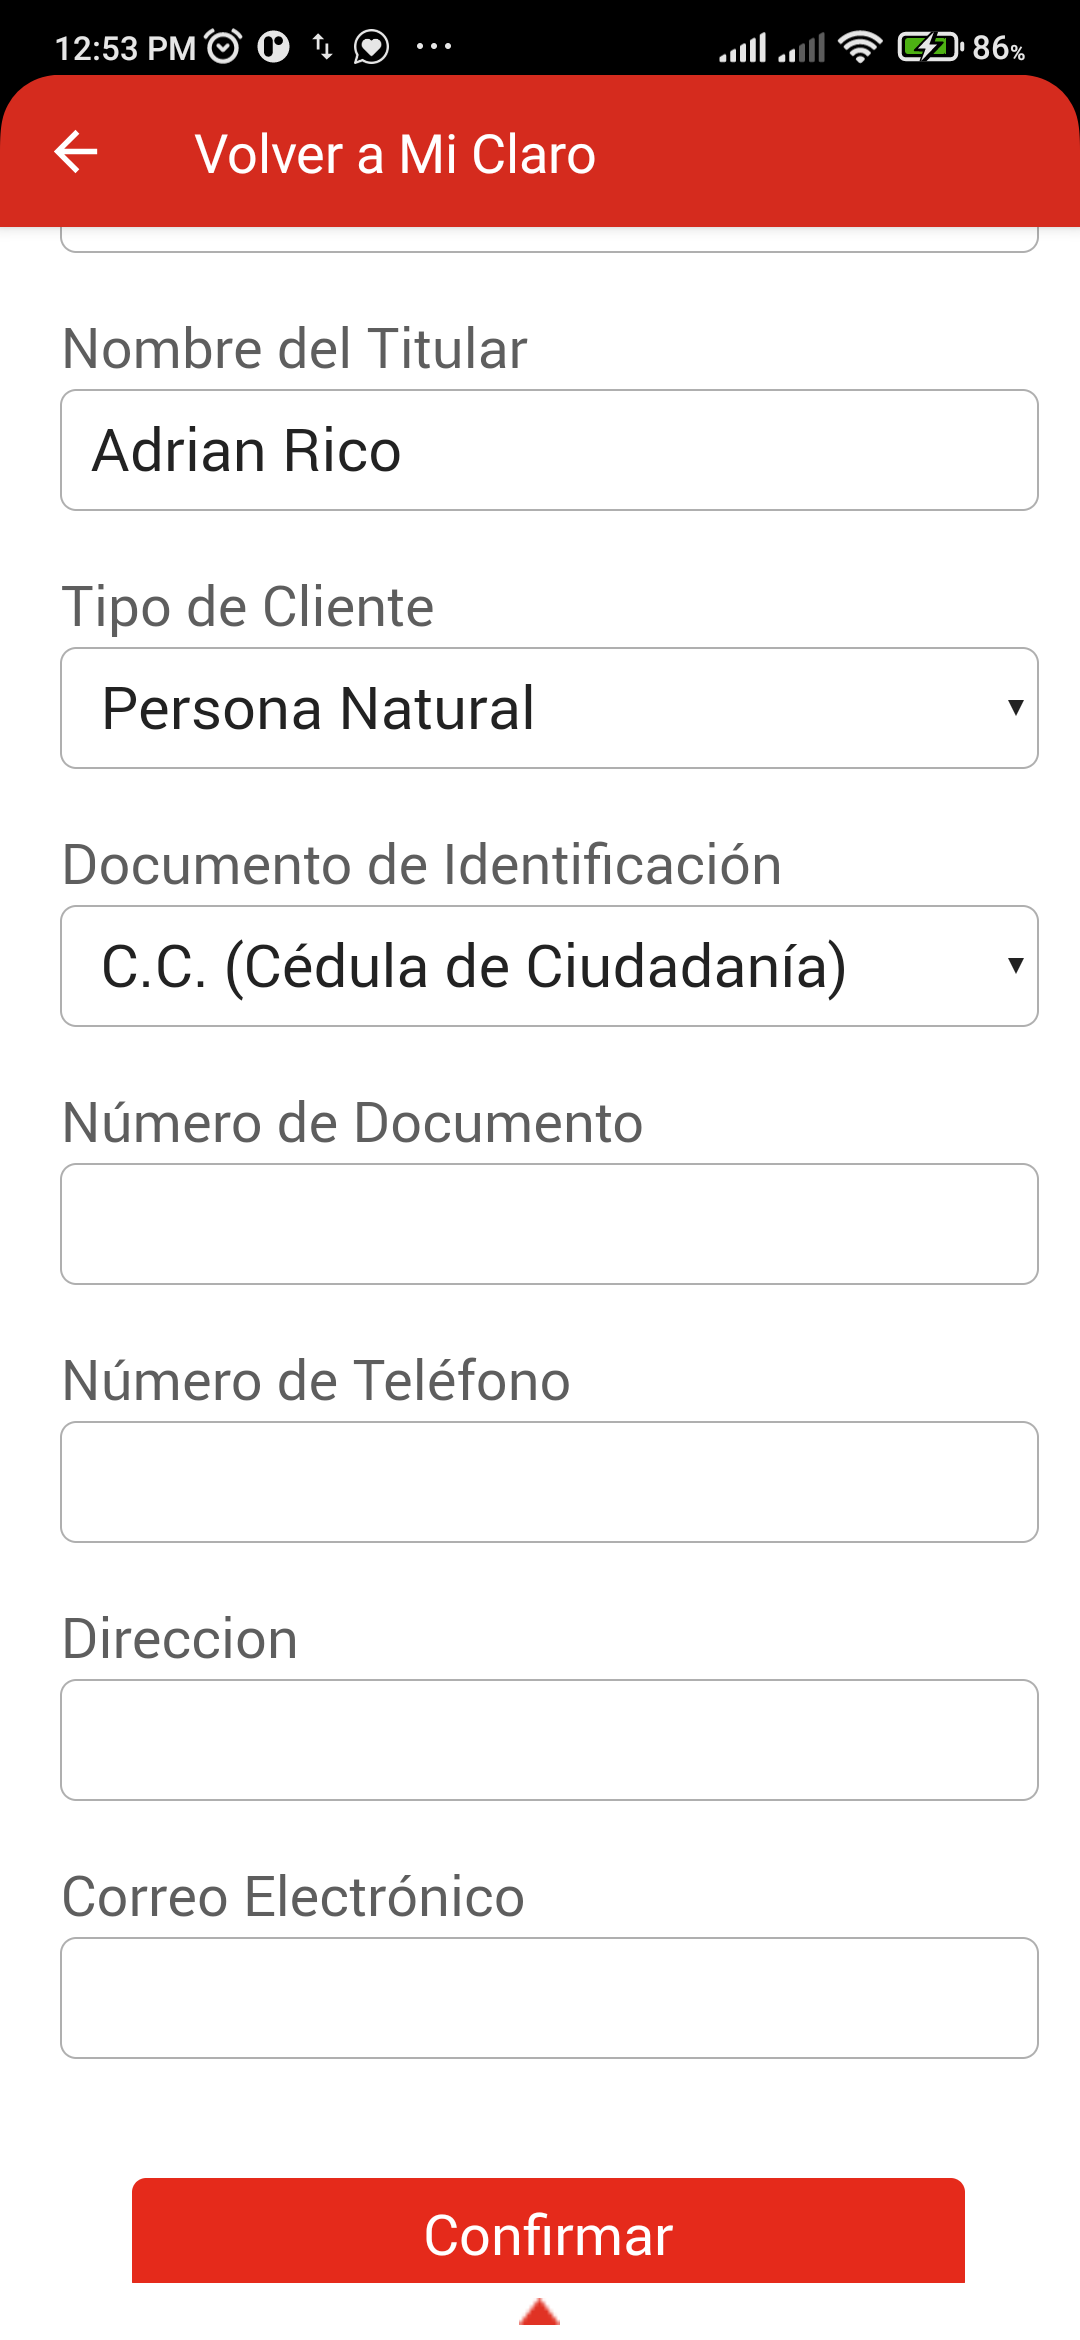 12:53 PM 86%
Volver a Mi Claro
Nombre del Titular
Adrian Rico
Tipo de Cliente
Persona Natural
Documento de Identificación
C.C. (Cédula de Ciudadanía)
Número de Documento
Número de Teléfono
Direccion
Correo Electrónico
Confirmar